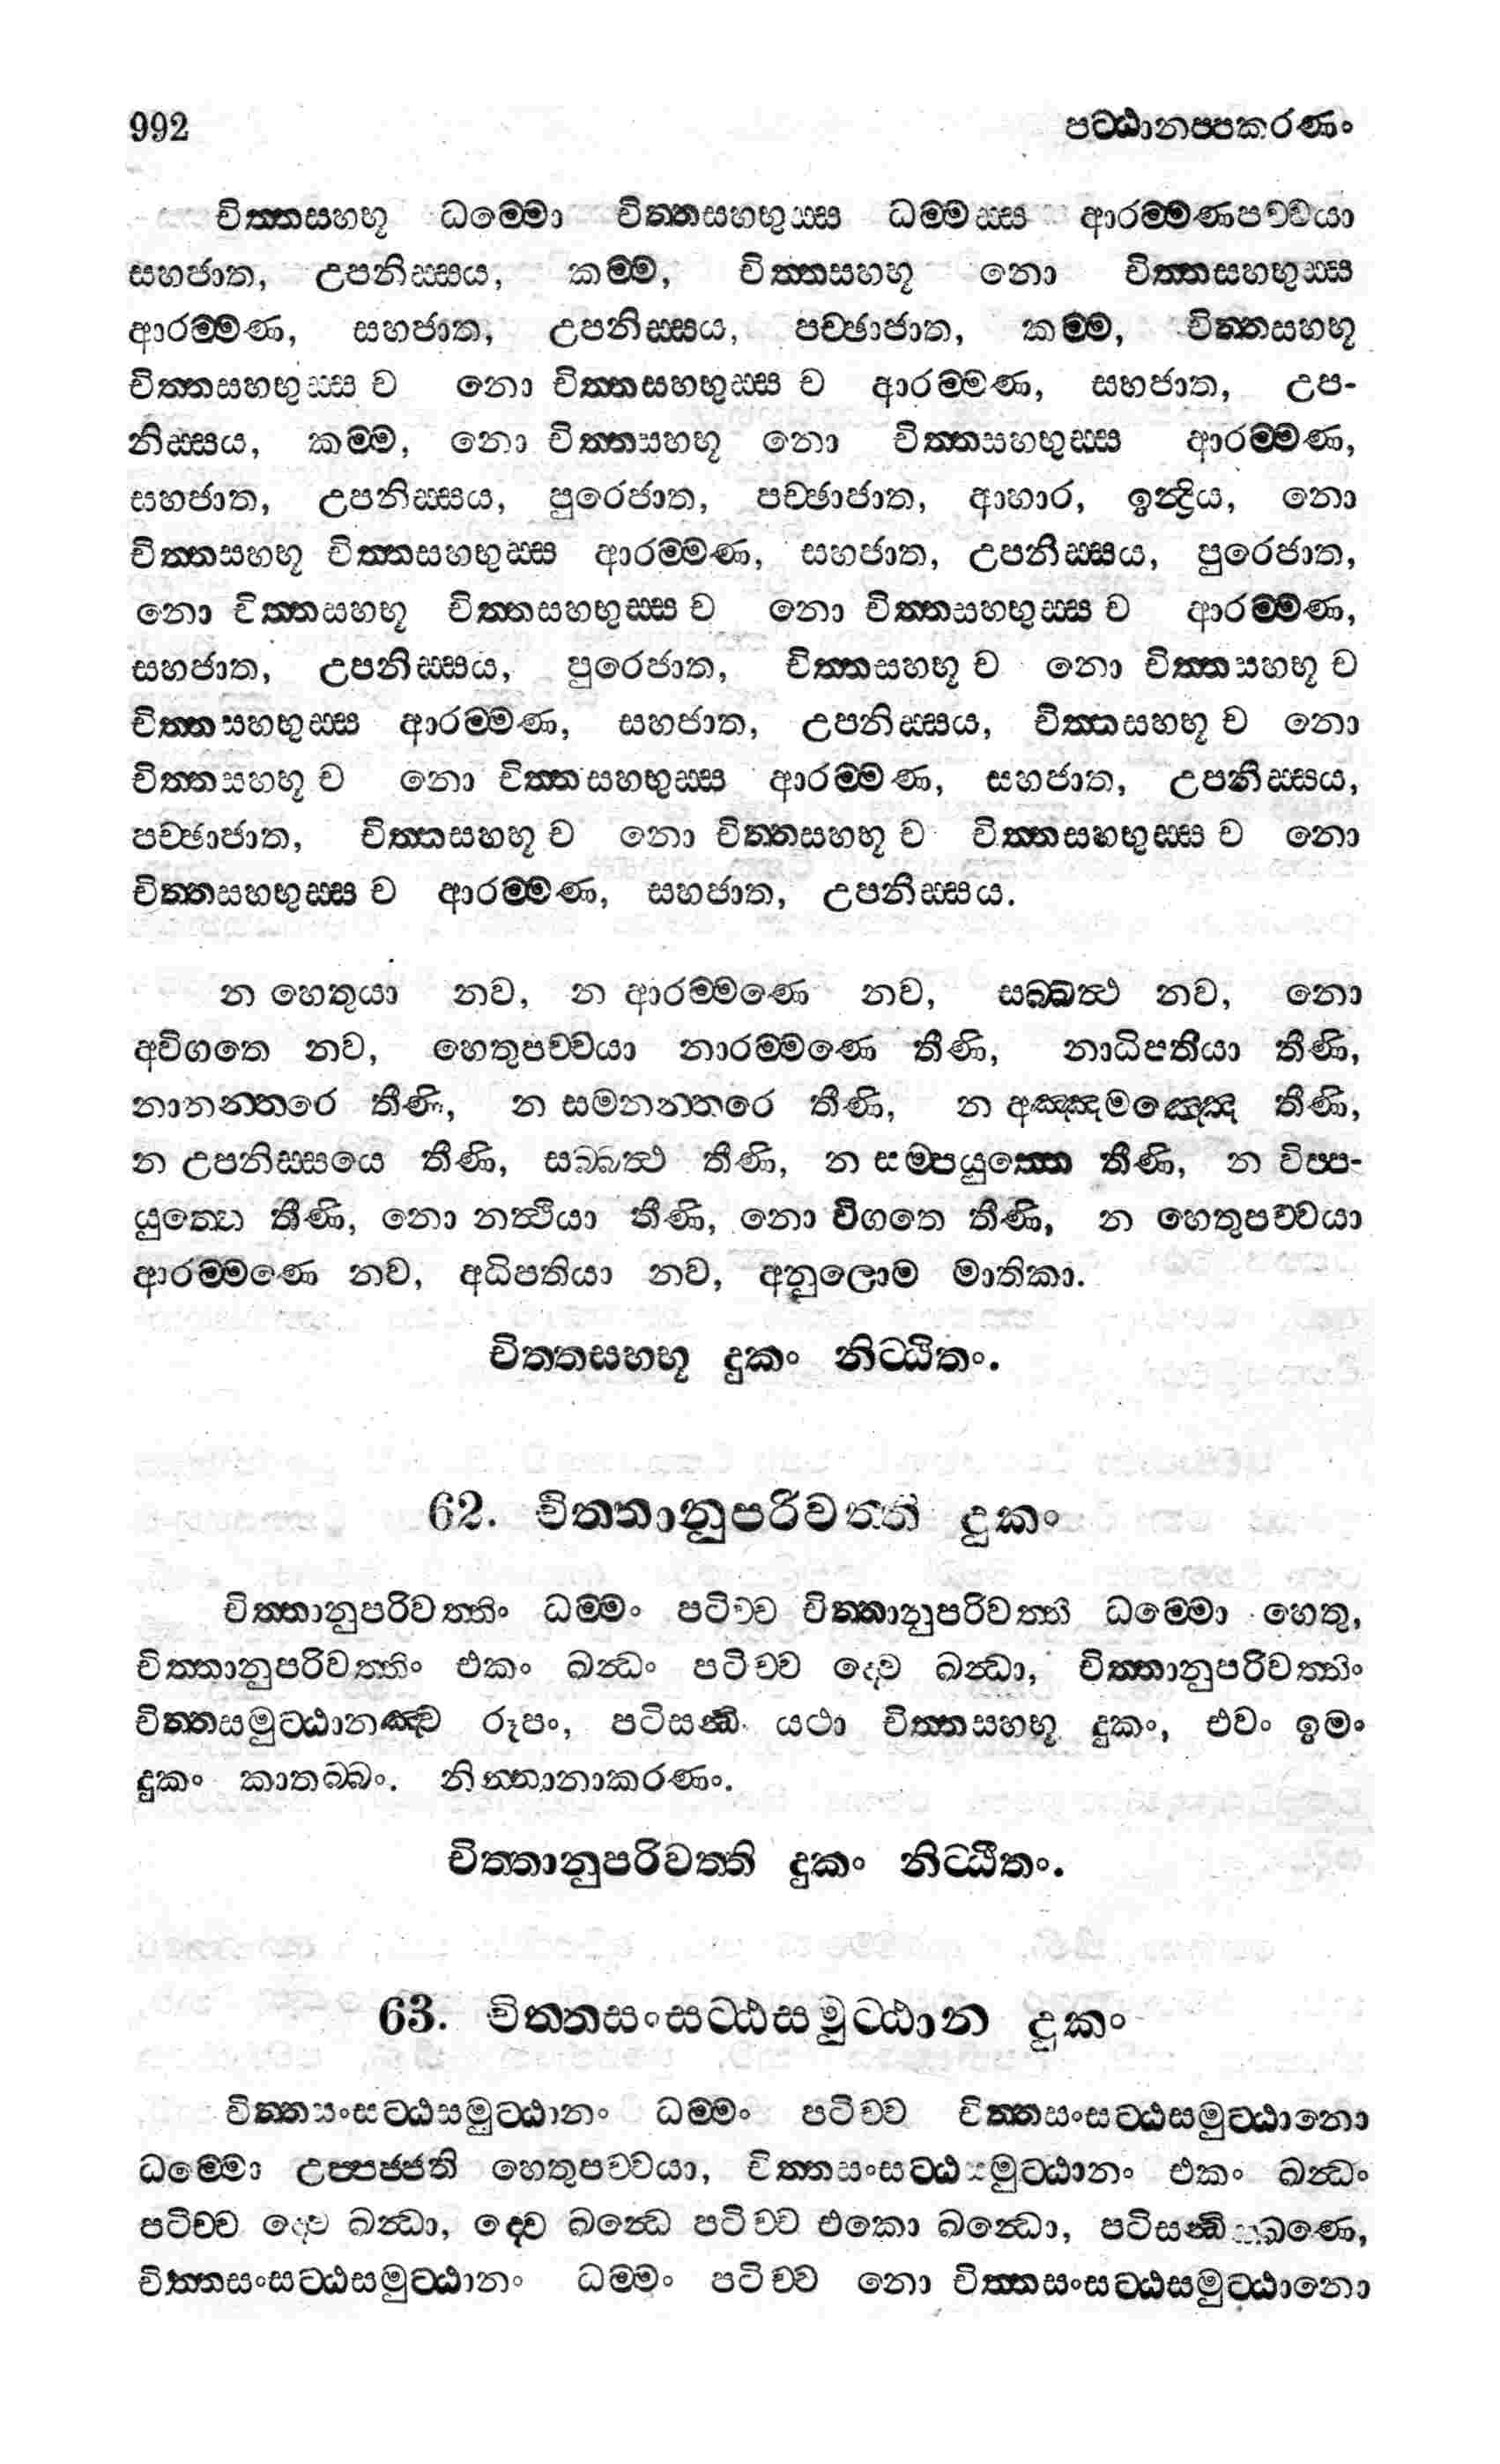 992 පට්ඨානප්පකරණං
චිත්තසහභූ ධම්මො චිත්තසහභුස්ස ධම්මස්ස ආරම්මණපච්චයා
සහජාත, උපනිස්සය, කම්ම, චිත්තසහභූ නො චිත්තසහභුස්ස
ආරම්මණ, සහජාත, උපනිස්සය, පච්ඡාජාත, කම්ම, චිත්තසහභූ
චිත්තසහභුස්ස ච නො චිත්තසහභුස්ස ච ආරම්මණ, සහජාත, උප-
නිස්සය, කම්ම, නො චිත්තසහභූ නො චිත්තසහභුස්ස ආරම්මණ,
සහජාත, උපනිස්සය, පුරෙජාත, පච්ඡාජාත, ආහාර, ඉන්ද්‍රිය, නො
චිත්තසහභූ චිත්තසහභුස්ස ආරම්මණ, සහජාත, උපනිස්සය, පුරෙජාත,
නො චිත්තසහභූ චිත්තසහභුස්ස ච නො චිත්තසහභුස්ස ච ආරම්මණ,
සහජාත, උපනිස්සය, පුරෙජාත, චිත්තසහභූ ච නො චිත්තසහභූ ච
චිත්තසහභුස්ස ආරම්මණ, සහජාත, උපනිස්සය, චිත්තසහභූ ච නො
චිත්තසහභූ ච නො චිත්තසහභුස්ස ආරම්මණ, සහජාත, උපනිස්සය,
පච්ඡාජාත, චිත්තසහභූ ච නො චිත්තසහභූ ච චිත්තසහභුස්ස ච නො
චිත්තසහභුස්ස ච ආරම්මණ, සහජාත, උපනිස්සය.
න හෙතුයා නව, න ආරම්මණෙ නව, සබ්බත්ථ නව, නො
අවිගතෙ නව, හෙතුපච්චයා නාරම්මණෙ තීණි, නාධිපතියා තීණි,
නානන්තරෙ තීණි, න සමනන්තරෙ තීණි, න අඤ්ඤමඤ්ඤෙ තීණි,
න උපනිස්සයෙ තීණි, සබ්බත්ථ තීණි, න සම්පයුත්තෙ තීණි, න විප්ප-
යුත්තෙ තීණි, නො නත්ථියා තීණි, නො විගතෙ තීණි, න හෙතුපච්චයා
ආරම්මණෙ නව, අධිපතියා නව, අනුලොම මාතිකා.
චිත්තසහභූ දුකං නිට්ඨිතං.
62. චිත්තානුපරිවත්ති දුකං
චිත්තානුපරිවත්තිං ධම්මං පටිච්ච චිත්තානුපරිවත්ති ධම්මො හෙතු,
චිත්තානුපරිවත්තිං එකං ඛන්ධං පටිච්ච ද්වෙ ඛන්ධා, චිත්තානුපරිවත්තිං
චිත්තසමුට්ඨානඤ්ච රූපං, පටිසන්ධි යථා චිත්තසහභූ දුකං, එවං ඉමං
දුකං කාතබ්බං. නින්නානාකරණං.
චිත්තානුපරිවත්ති දුකං නිට්ඨිතං.
63. චිත්තසංසට්ඨසමුට්ඨාන දුකං
චිත්තසංසට්ඨසමුට්ඨානං ධම්මං පටිච්ච චිත්තසංසට්ඨසමුට්ඨානො
ධම්මො උප්පජ්ජති හෙතුපච්චයා, චිත්තසංසට්ඨසමුට්ඨානං එකං ඛන්ධං
පටිච්ච ද්වෙ ඛන්ධා, ද්වෙ ඛන්ධෙ පටිච්ච එකො ඛන්ධො, පටිසන්ධික්ඛණෙ,
චිත්තසංසට්ඨසමුට්ඨානං ධම්මං පටිච්ච නො චිත්තසංසට්ඨසමුට්ඨානො